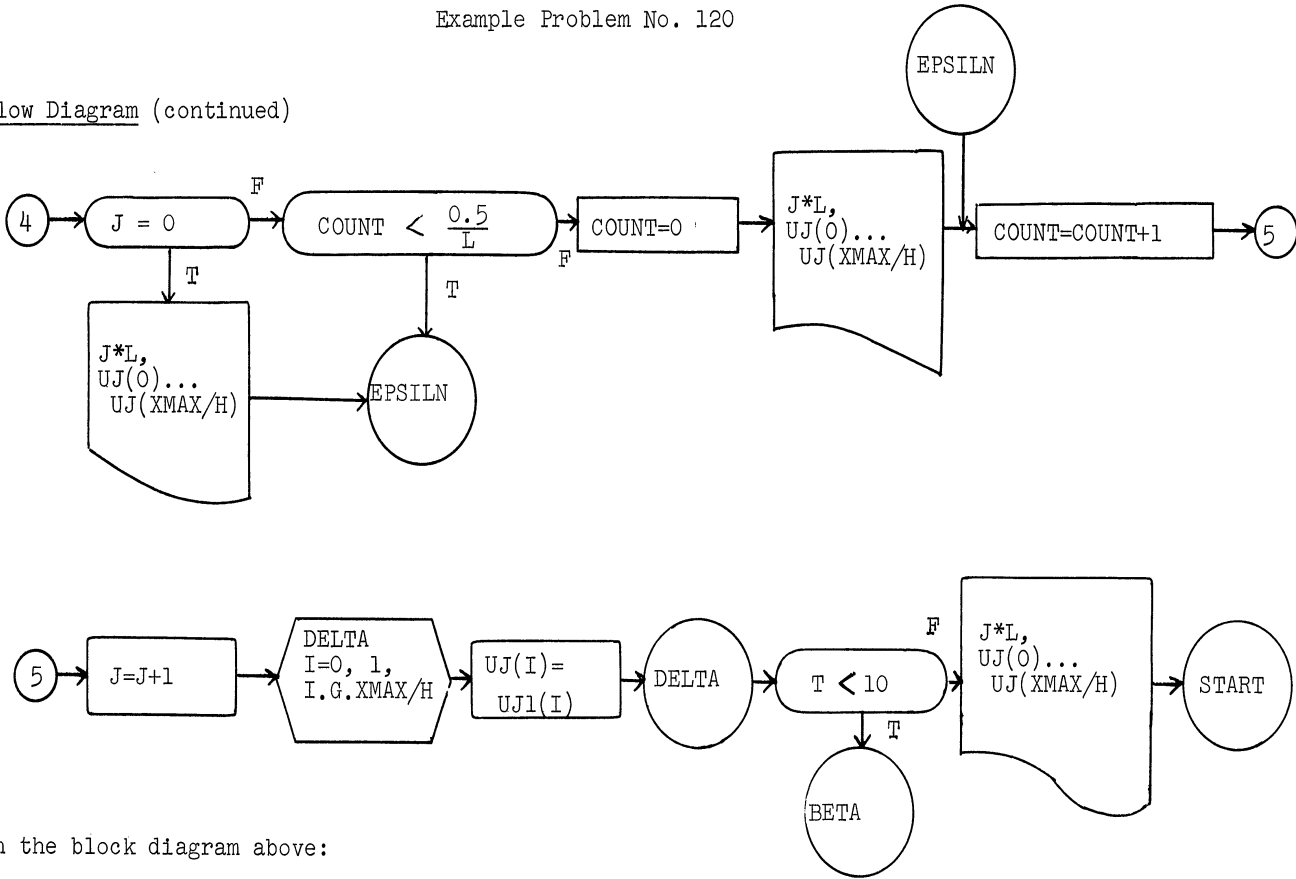 Example Problem No. 120
EPSILN
low Diagram (continued)
4
J = 0
F
T
COUNT < 0.5
L
F
T
COUNT=0
J*L,
UJ(0)...
UJ(XMAX/H)
COUNT=COUNT+1
5
J*L,
UJ(0)...
UJ(XMAX/H)
EPSILN
5
J=J+1
DELTA
I=0, 1,
I.G.XMAX/H
UJ(I)=
UJ1(I)
DELTA
T < 10
F
T
J*L,
UJ(0)...
UJ(XMAX/H)
START
BETA
n the block diagram above: